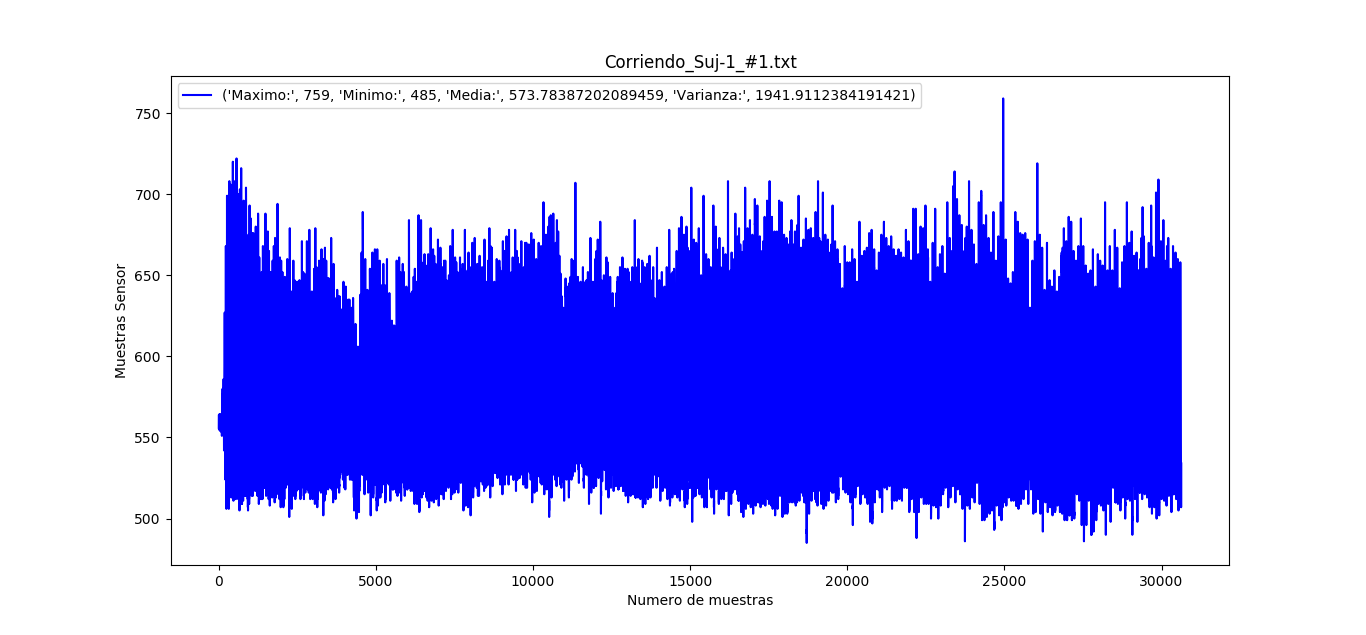 Corriendo_Suj-1_#1.txt
('Maximo:', 759, 'Minimo:', 485, 'Media:', 573.78387202089459, 'Varianza:', 1941.9112384191421)
750
700
650
600
550
500
Muestras Sensor
0 5000 10000 15000 20000 25000 30000
Numero de muestras